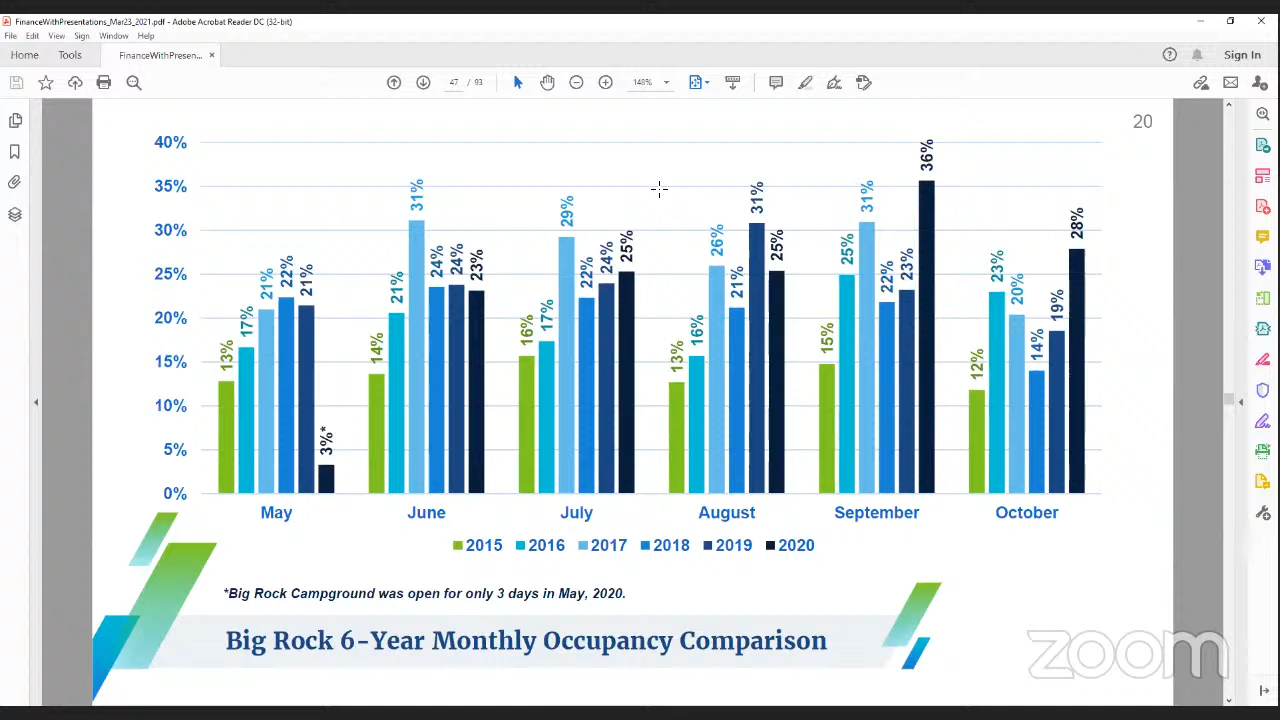 FinanceWithPresentations_Mar23_2021.pdf - Adobe Acrobat Reader DC (32-bit)
File Edit View Sign Window Help
Home Tools FinanceWithPresen... × Sign In
47 / 93 148%
20
40%
35%
30%
25%
20%
15%
10%
5%
0%
13% 17% 21% 22% 21% 3%*
14% 21% 31% 24% 24% 23%
16% 17% 29% 22% 24% 25%
13% 16% 26% 21% 31% 25%
15% 25% 31% 22% 23% 36%
12% 23% 20% 14% 19% 28%
May June July August September October
2015 2016 2017 2018 2019 2020
*Big Rock Campground was open for only 3 days in May, 2020.
Big Rock 6-Year Monthly Occupancy Comparison
zoom